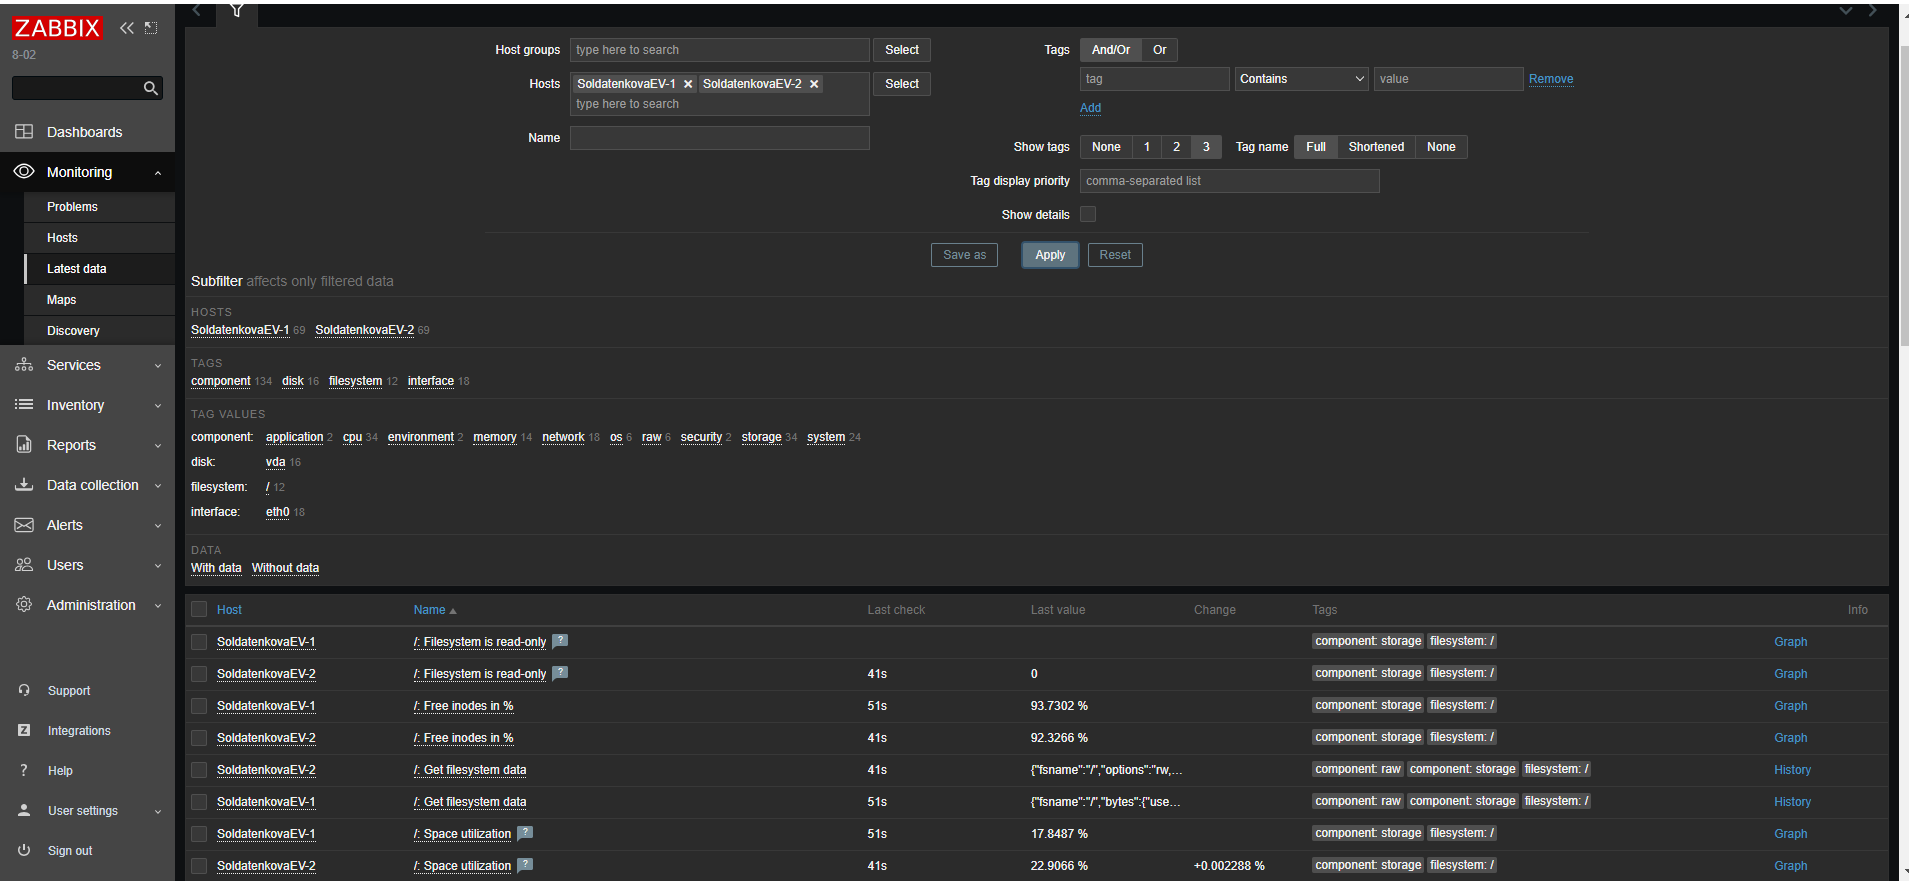 ZABBIX
8-02
Dashboards
Monitoring
Problems
Hosts
Latest data
Maps
Discovery
Services
Inventory
Reports
Data collection
Alerts
Users
Administration
Support
Integrations
Help
User settings
Sign out
Host groups type here to search Select
Hosts SoldatenkovaEV-1 SoldatenkovaEV-2 Select
type here to search
Name
Tags And/Or Or
tag Contains value Remove
Add
Show tags None 1 2 3 Tag name Full Shortened None
Tag display priority comma-separated list
Show details
Save as Apply Reset
Subfilter affects only filtered data
HOSTS
SoldatenkovaEV-1 69 SoldatenkovaEV-2 69
TAGS
component 134 disk 16 filesystem 12 interface 18
TAG VALUES
component: application 2 cpu 34 environment 2 memory 14 network 18 os 6 raw 6 security 2 storage 34 system 24
disk: vda 16
filesystem: / 12
interface: eth0 18
DATA
With data Without data
Host Name Last check Last value Change Tags Info
SoldatenkovaEV-1 /: Filesystem is read-only ? component: storage filesystem: / Graph
SoldatenkovaEV-2 /: Filesystem is read-only ? 41s 0 component: storage filesystem: / Graph
SoldatenkovaEV-1 /: Free inodes in % 51s 93.7302 % component: storage filesystem: / Graph
SoldatenkovaEV-2 /: Free inodes in % 41s 92.3266 % component: storage filesystem: / Graph
SoldatenkovaEV-2 /: Get filesystem data 41s {"fsname":"/","options":"rw,... component: raw component: storage filesystem: / History
SoldatenkovaEV-1 /: Get filesystem data 51s {"fsname":"/","bytes":{"use... component: raw component: storage filesystem: / History
SoldatenkovaEV-1 /: Space utilization ? 51s 17.8487 % component: storage filesystem: / Graph
SoldatenkovaEV-2 /: Space utilization ? 41s 22.9066 % +0.002288 % component: storage filesystem: / Graph